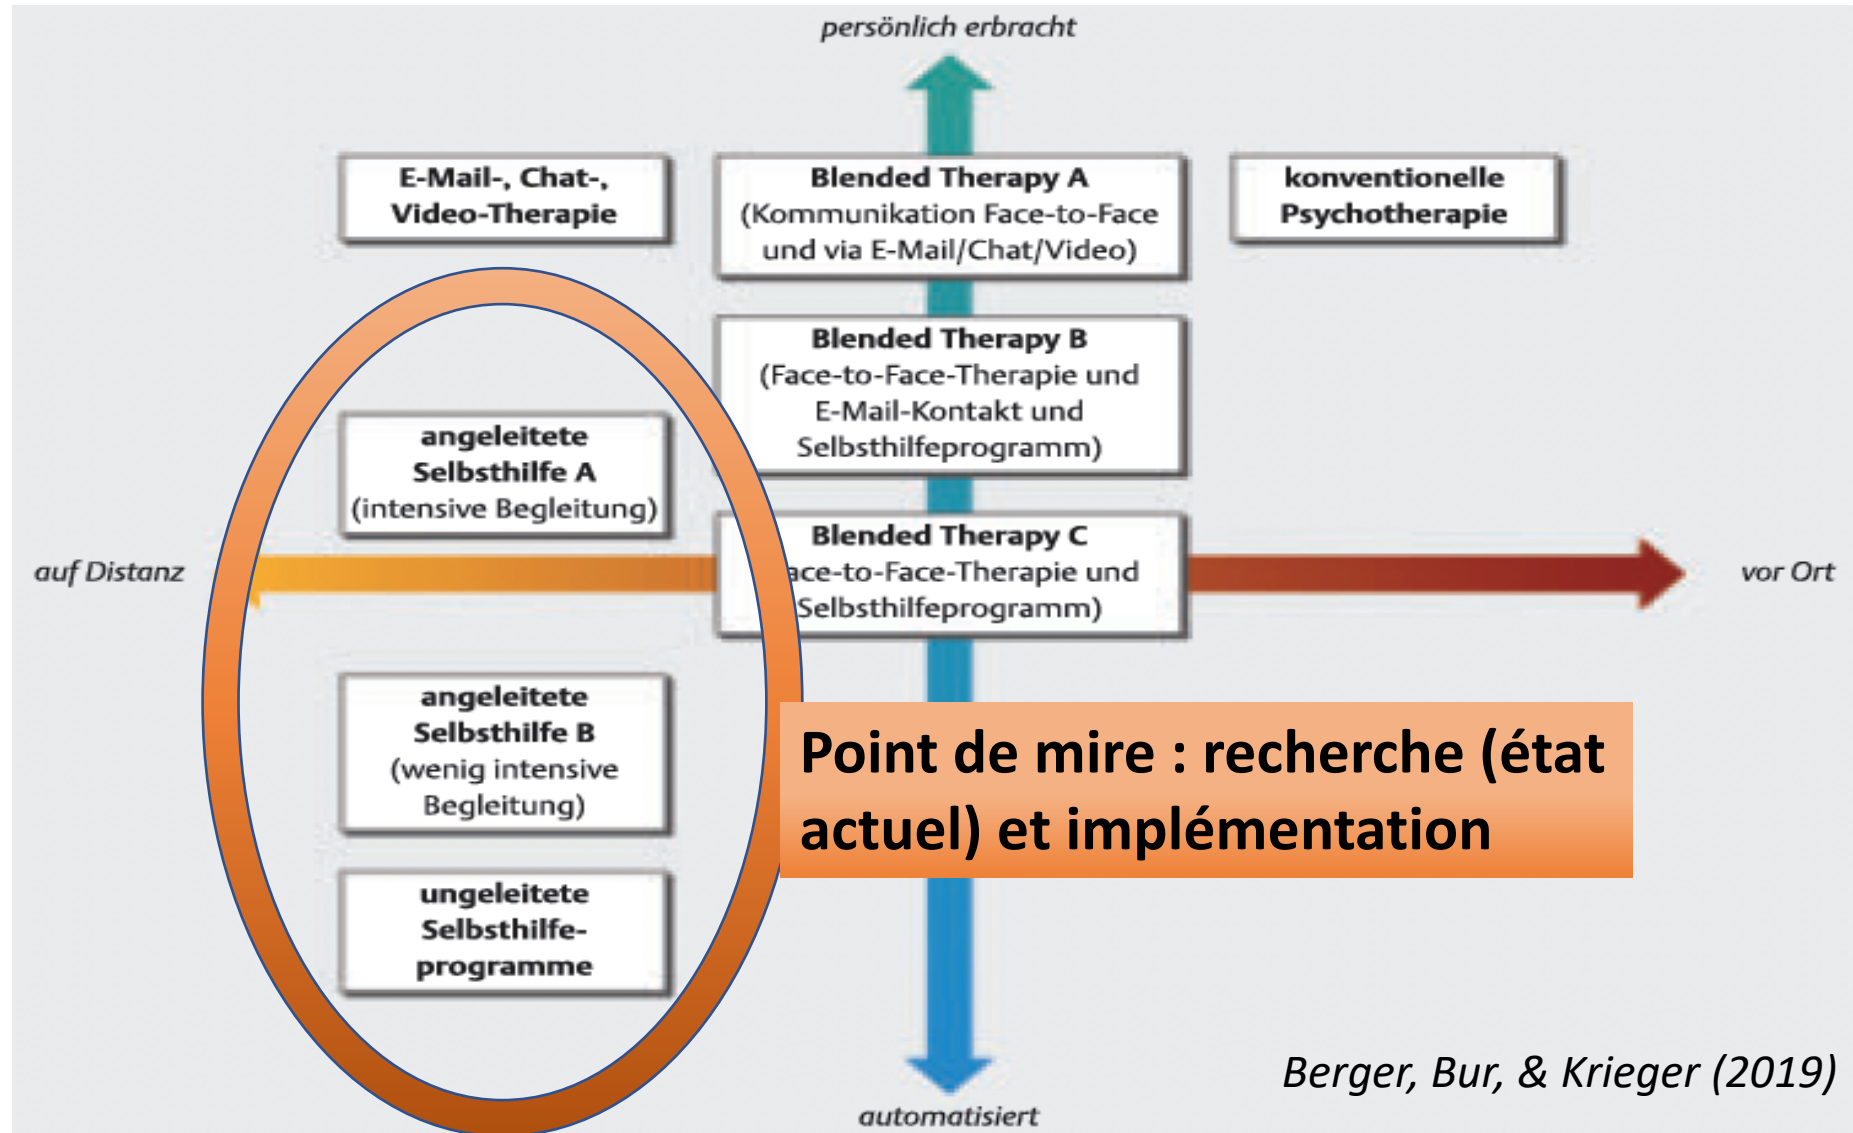 persönlich erbracht
E-Mail-, Chat-,
Video-Therapie
Blended Therapy A
(Kommunikation Face-to-Face
und via E-Mail/Chat/Video)
konventionelle
Psychotherapie
Blended Therapy B
(Face-to-Face-Therapie und
E-Mail-Kontakt und
Selbsthilfeprogramm)
angeleitete
Selbsthilfe A
(intensive Begleitung)
Blended Therapy C
ace-to-Face-Therapie und
Selbsthilfeprogramm)
auf Distanz
vor Ort
angeleitete
Selbsthilfe B
(wenig intensive
Begleitung)
Point de mire : recherche (état
actuel) et implémentation
ungeleitete
Selbsthilfe-
programme
Berger, Bur, & Krieger (2019)
automatisiert